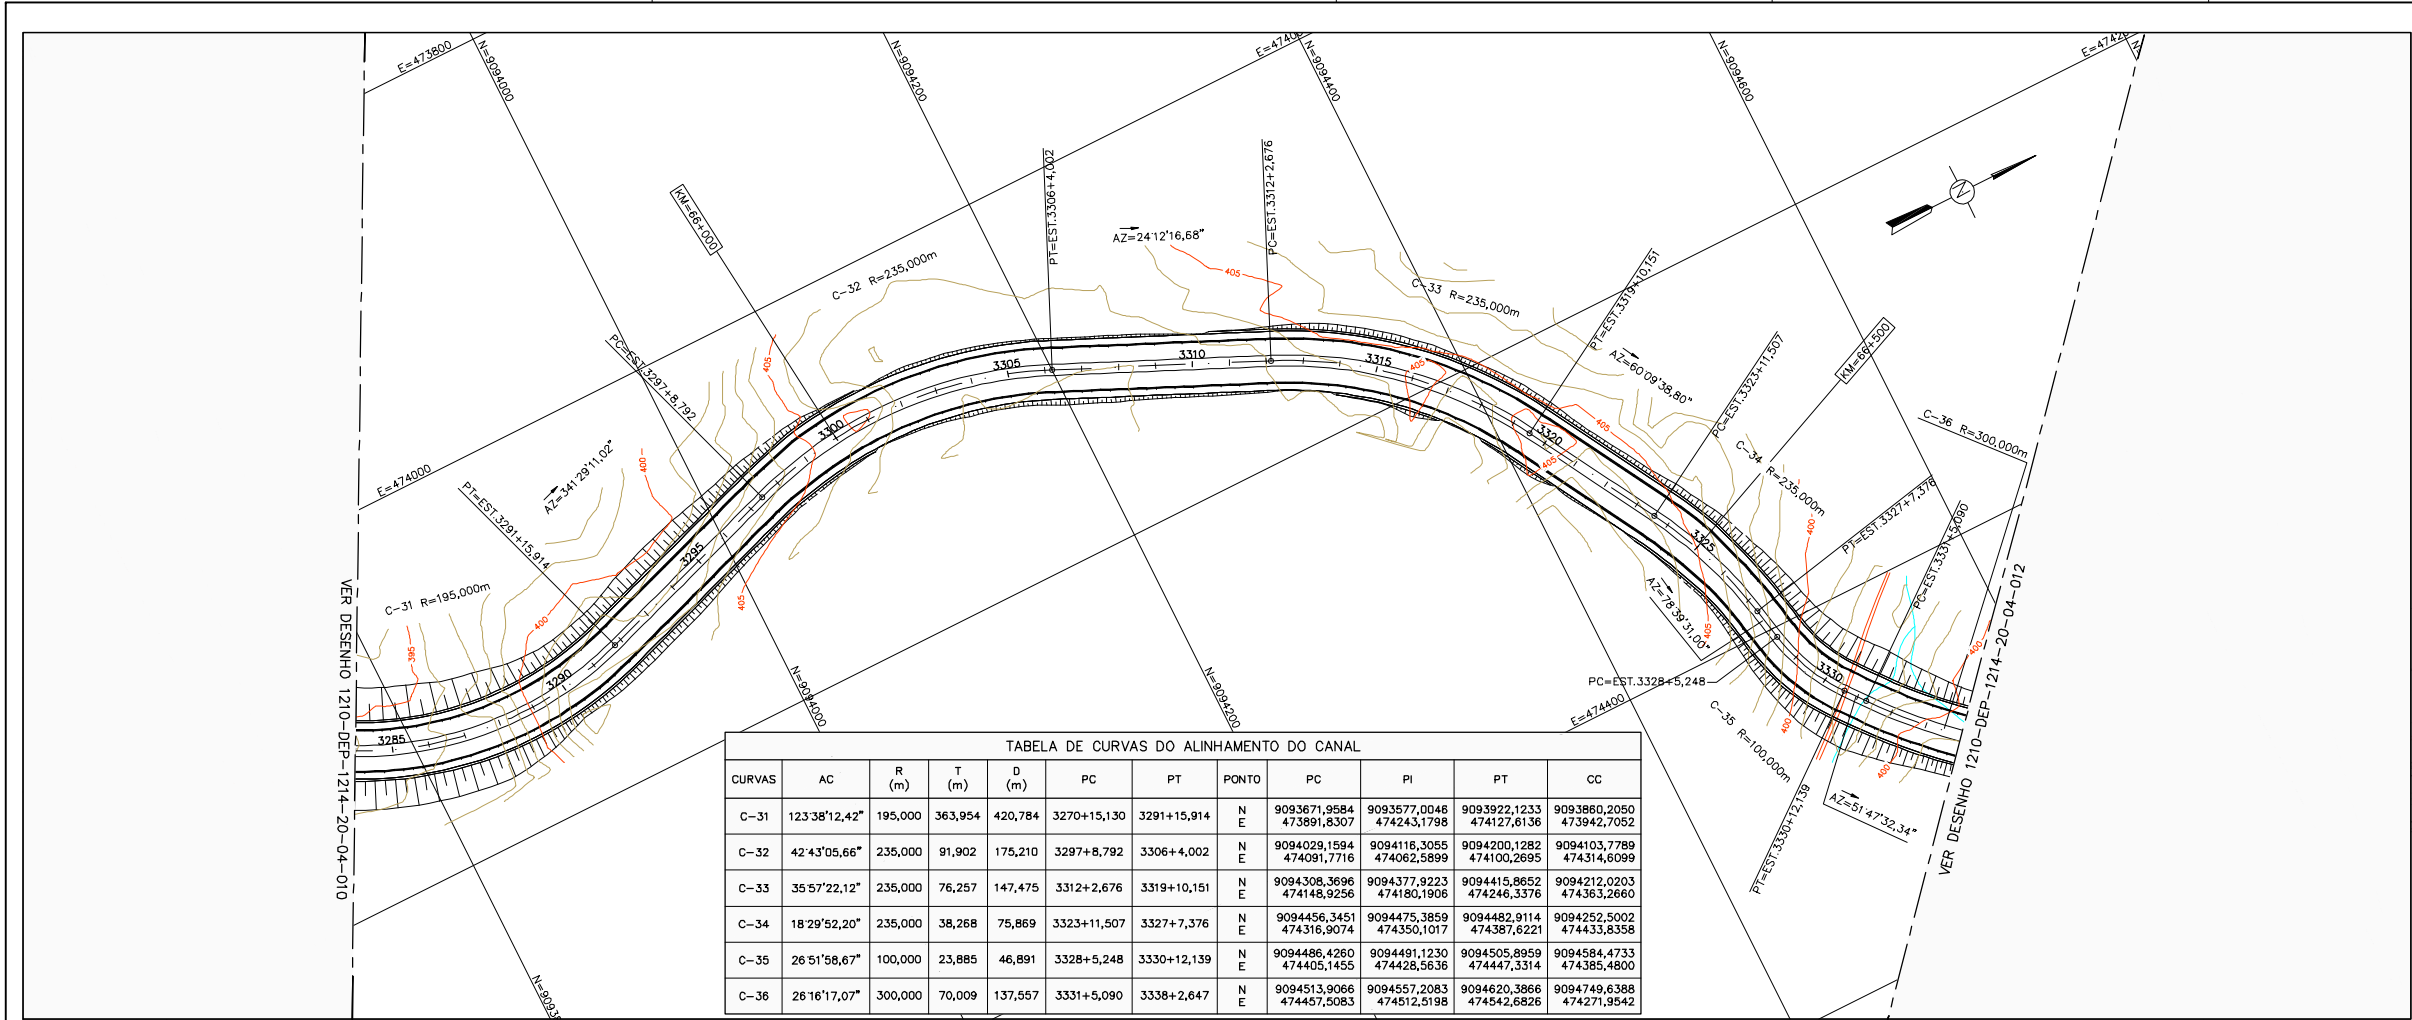 E=473800
N=9094000
N=9094200
N=9094400
N=9094600
KM=66+000
PT=EST.3306+4,002
AZ=24°12'16,68"
PC=EST.3312+2,676
C-32 R=235,000m
405
C-33 R=235,000m
PT=EST.3319+10,151
AZ=60°09'38,80"
PC=EST.3323+11,507
KM=66+500
C-36 R=300,000m
PC=EST.3297+8,792
405
3305
3310
3315
405
3300
3320
405
405
C-34 R=235,000m
E=474000
PT=EST.3291+15,914
AZ=341°29'11,02"
400
3295
3325
400
PT=EST.3327+7,376
PC=EST.3331+5,090
405
C-31 R=195,000m
400
395
3290
3285
AZ=78°39'31,00"
405
PC=EST.3328+5,248
3330
400
E=474400
C-35 R=100,000m
400
400
PT=EST.3330+12,139
AZ=51°47'32,34"
N=9094000
N=9094200
VER DESENHO 1210-DEP-1214-20-04-010
VER DESENHO 1210-DEP-1214-20-04-012
TABELA DE CURVAS DO ALINHAMENTO DO CANAL
CURVAS AC R (m) T (m) D (m) PC PT PONTO PC PI PT CC
C-31 123°38'12,42" 195,000 363,954 420,784 3270+15,130 3291+15,914 N 9093671,9584 9093577,0046 9093922,1233 9093860,2050
E 473891,8307 474243,1798 474127,6136 473942,7052
C-32 42°43'05,66" 235,000 91,902 175,210 3297+8,792 3306+4,002 N 9094029,1594 9094116,3055 9094200,1282 9094103,7789
E 474091,7716 474062,5899 474100,2695 474314,6099
C-33 35°57'22,12" 235,000 76,257 147,475 3312+2,676 3319+10,151 N 9094308,3696 9094377,9223 9094415,8652 9094212,0203
E 474148,9256 474180,1906 474246,3376 474363,2660
C-34 18°29'52,20" 235,000 38,268 75,869 3323+11,507 3327+7,376 N 9094456,3451 9094475,3859 9094482,9114 9094252,5002
E 474316,9074 474350,1017 474387,6221 474433,8358
C-35 26°51'58,67" 100,000 23,885 46,891 3328+5,248 3330+12,139 N 9094486,4260 9094491,1230 9094505,8959 9094584,4733
E 474405,1455 474428,5636 474447,3314 474385,4800
C-36 26°16'17,07" 300,000 70,009 137,557 3331+5,090 3338+2,647 N 9094513,9066 9094557,2083 9094620,3866 9094749,6388
E 474457,5083 474512,5198 474542,6826 474271,9542